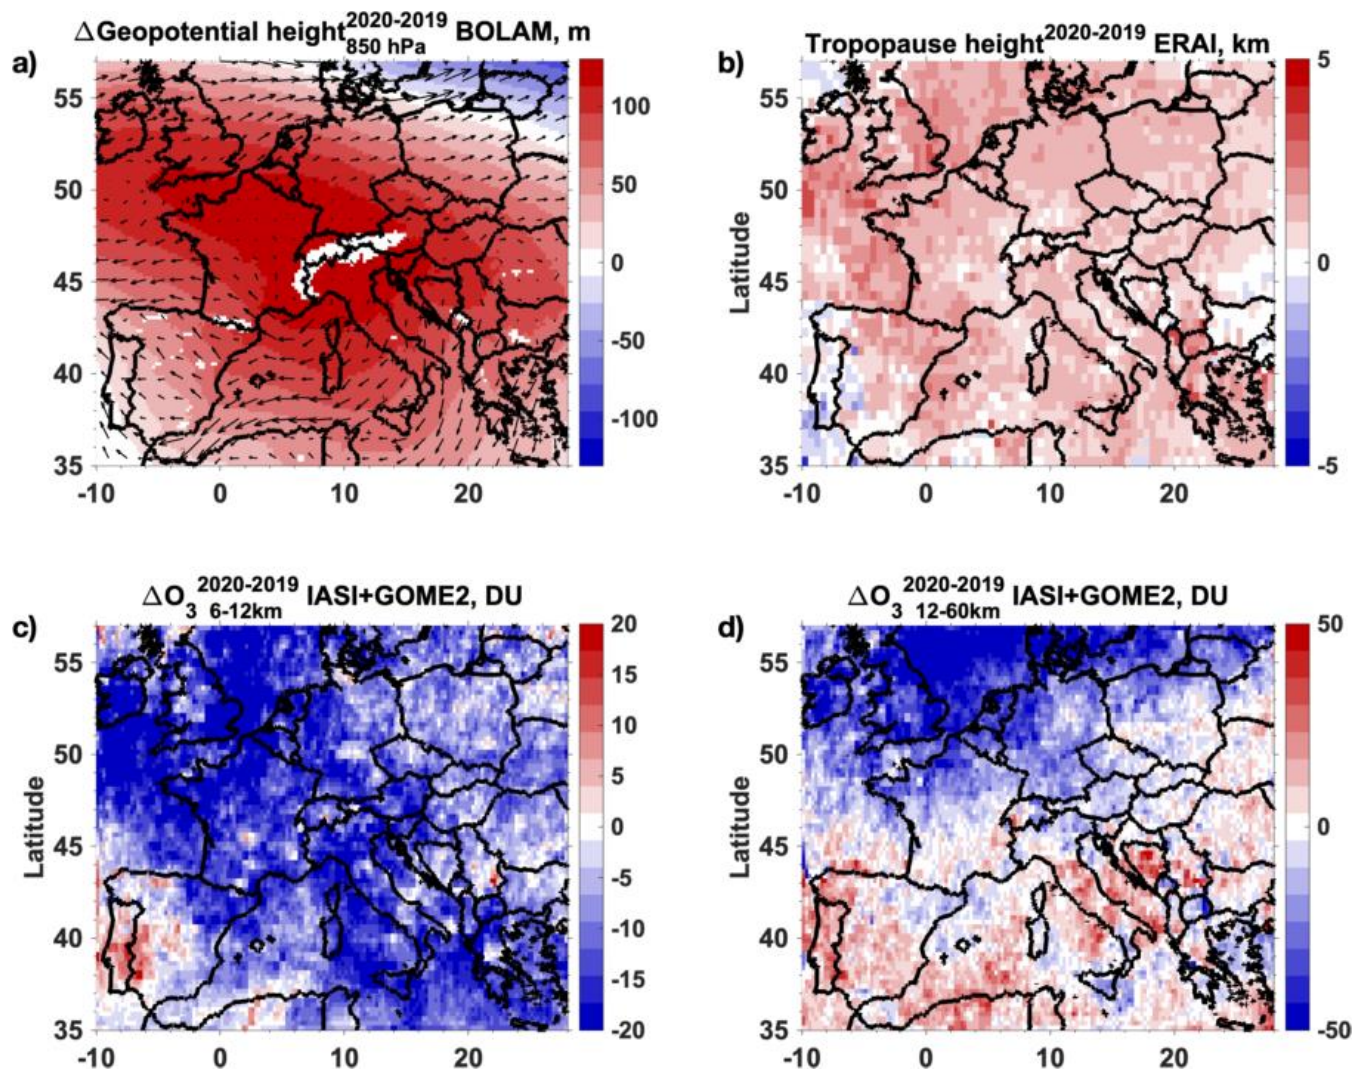 a)
ΔGeopotential height 2020-2019 850 hPa BOLAM, m
100
50
0
-50
-100
55
50
45
40
35
-10 0 10 20
b)
Tropopause height 2020-2019 ERAI, km
Latitude
5
0
-5
55
50
45
40
35
-10 0 10 20
c)
ΔO3 2020-2019 6-12km IASI+GOME2, DU
Latitude
20
15
10
5
0
-5
-10
-15
-20
55
50
45
40
35
-10 0 10 20
d)
ΔO3 2020-2019 12-60km IASI+GOME2, DU
Latitude
50
0
-50
55
50
45
40
35
-10 0 10 20